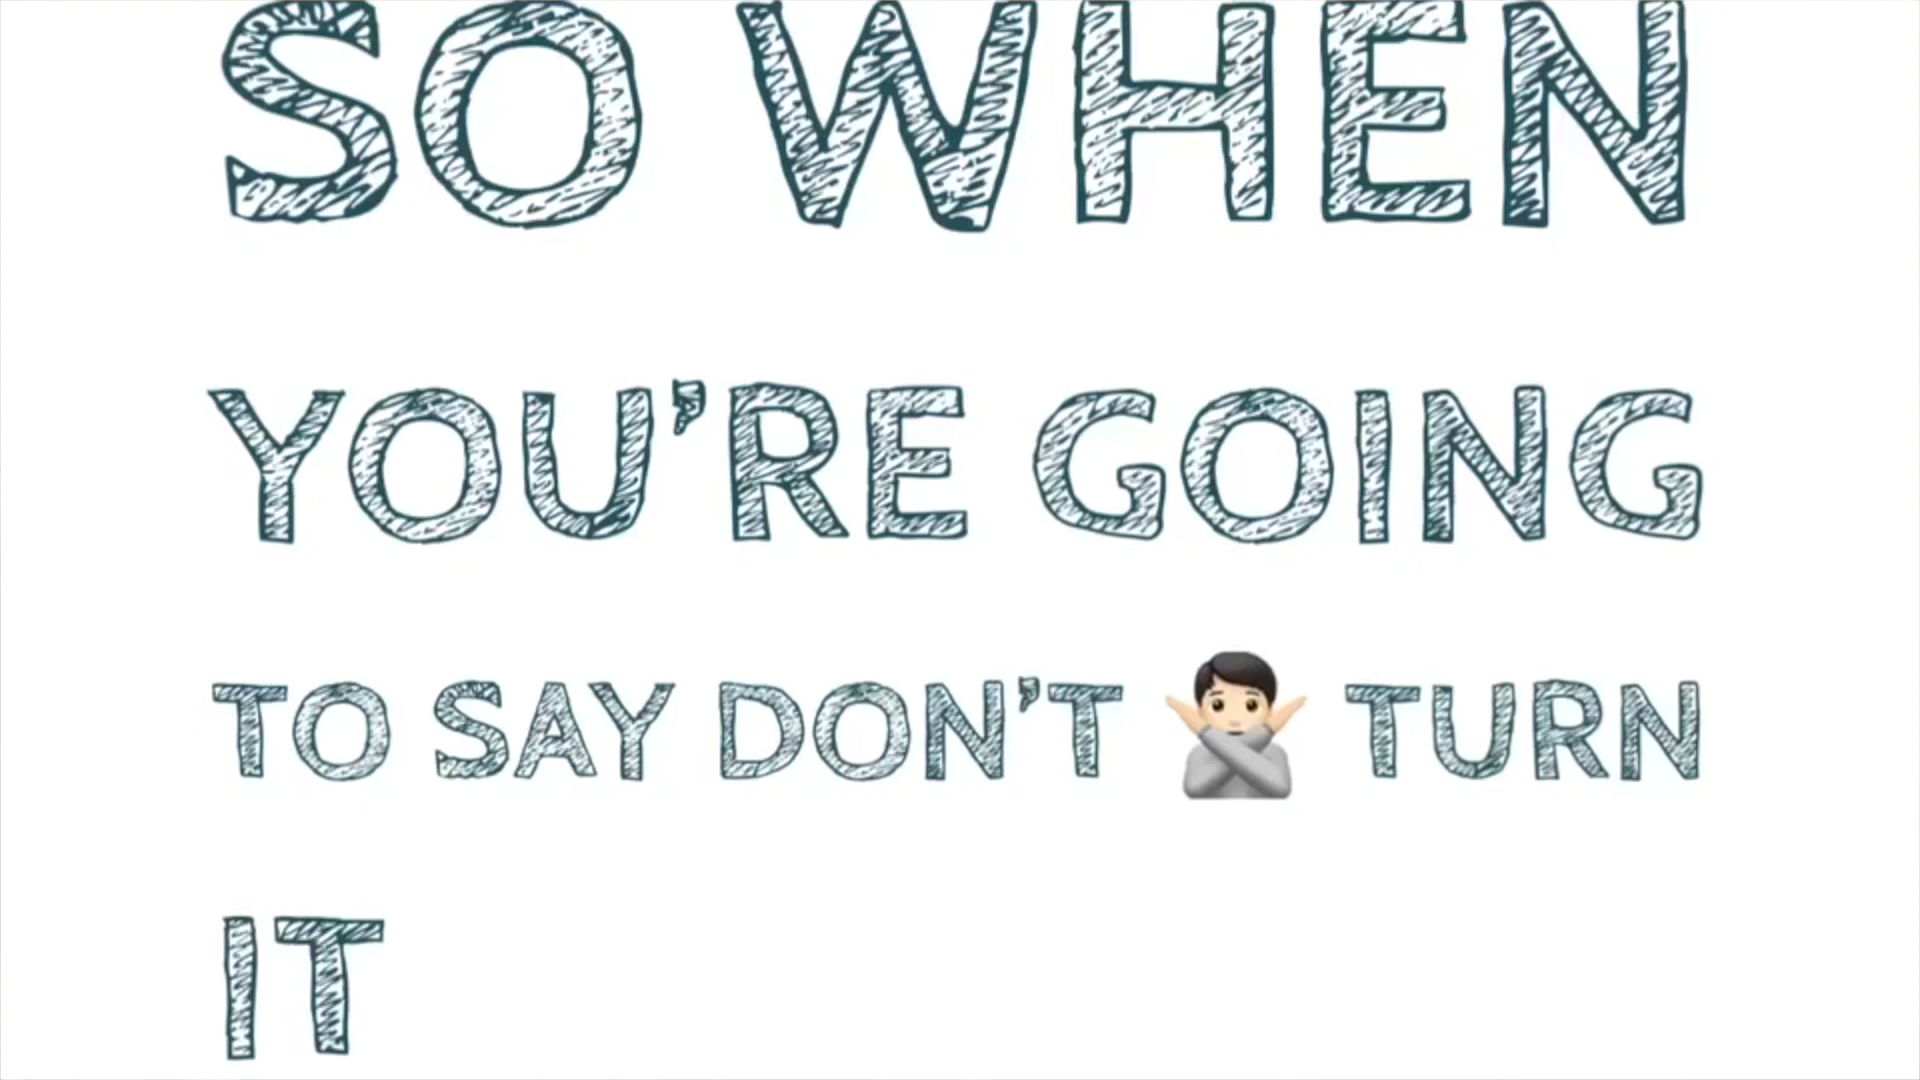 SO WHEN
YOU’RE GOING
TO SAY DON’T 🙅🏻 TURN
IT